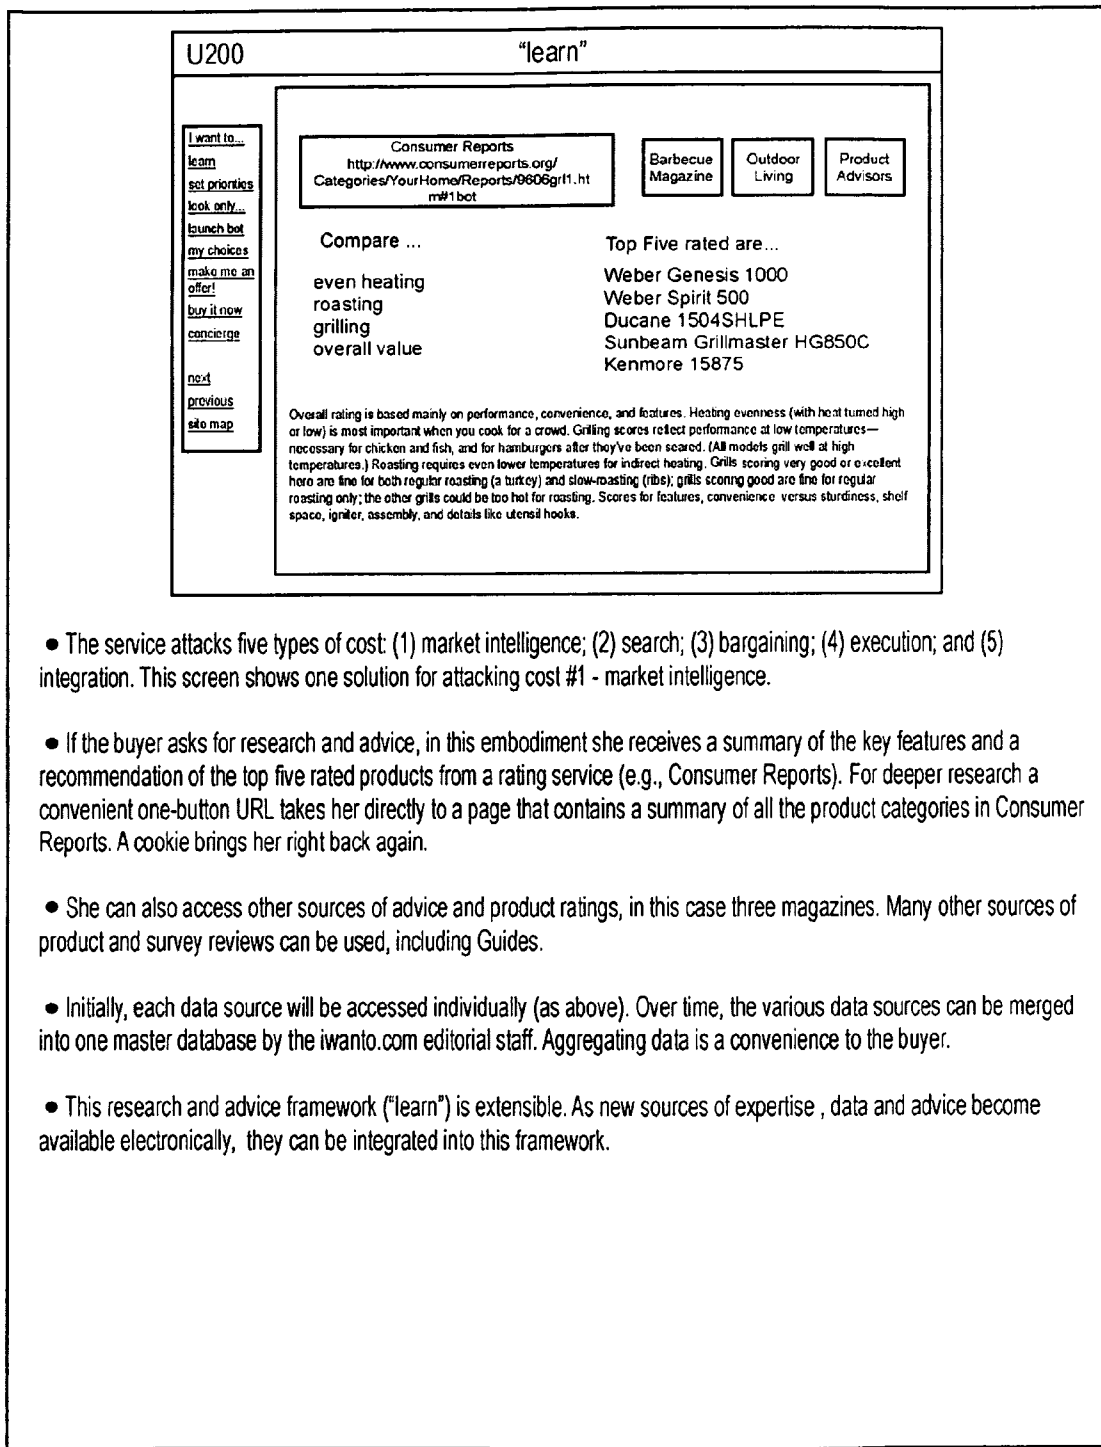 U200
"learn"
I want to...
learn
set priorities
look only...
launch bot
my choices
make me an
offer!
buy it now
concierge
next
previous
site map
Consumer Reports
http://www.consumerreports.org/
Categories/YourHome/Reports/9606grl1.ht
m#1bot
Barbecue
Magazine
Outdoor
Living
Product
Advisors
Compare ...
even heating
roasting
grilling
overall value
Top Five rated are...
Weber Genesis 1000
Weber Spirit 500
Ducane 1504SHLPE
Sunbeam Grillmaster HG850C
Kenmore 15875
Overall rating is based mainly on performance, convenience, and features. Heating evenness (with heat turned high
or low) is most important when you cook for a crowd. Grilling scores reflect performance at low temperatures—
necessary for chicken and fish, and for hamburgers after they've been seared. (All models grill well at high
temperatures.) Roasting requires even lower temperatures for indirect heating. Grills scoring very good or excellent
here are fine for both regular roasting (a turkey) and slow-roasting (ribs); grills scoring good are fine for regular
roasting only; the other grills could be too hot for roasting. Scores for features, convenience versus sturdiness, shelf
space, igniter, assembly, and details like utensil hooks.
• The service attacks five types of cost: (1) market intelligence; (2) search; (3) bargaining; (4) execution; and (5)
integration. This screen shows one solution for attacking cost #1 - market intelligence.
• If the buyer asks for research and advice, in this embodiment she receives a summary of the key features and a
recommendation of the top five rated products from a rating service (e.g., Consumer Reports). For deeper research a
convenient one-button URL takes her directly to a page that contains a summary of all the product categories in Consumer
Reports. A cookie brings her right back again.
• She can also access other sources of advice and product ratings, in this case three magazines. Many other sources of
product and survey reviews can be used, including Guides.
• Initially, each data source will be accessed individually (as above). Over time, the various data sources can be merged
into one master database by the iwanto.com editorial staff. Aggregating data is a convenience to the buyer.
• This research and advice framework ("learn") is extensible. As new sources of expertise , data and advice become
available electronically, they can be integrated into this framework.